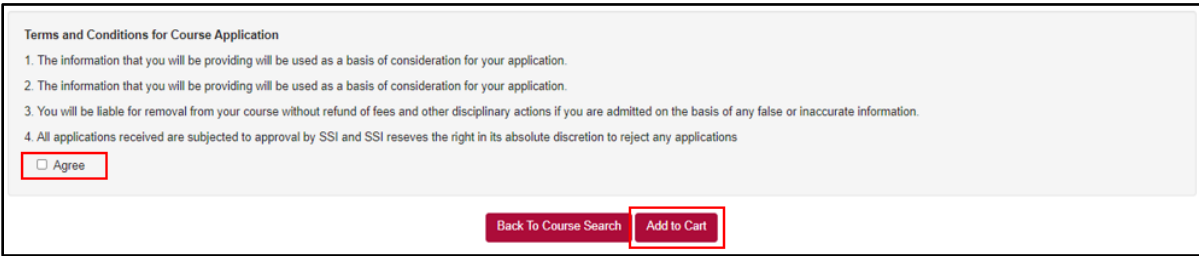 Terms and Conditions for Course Application
1. The information that you will be providing will be used as a basis of consideration for your application.
2. The information that you will be providing will be used as a basis of consideration for your application.
3. You will be liable for removal from your course without refund of fees and other disciplinary actions if you are admitted on the basis of any false or inaccurate information.
4. All applications received are subjected to approval by SSI and SSI reseves the right in its absolute discretion to reject any applications
Agree
Back To Course Search Add to Cart